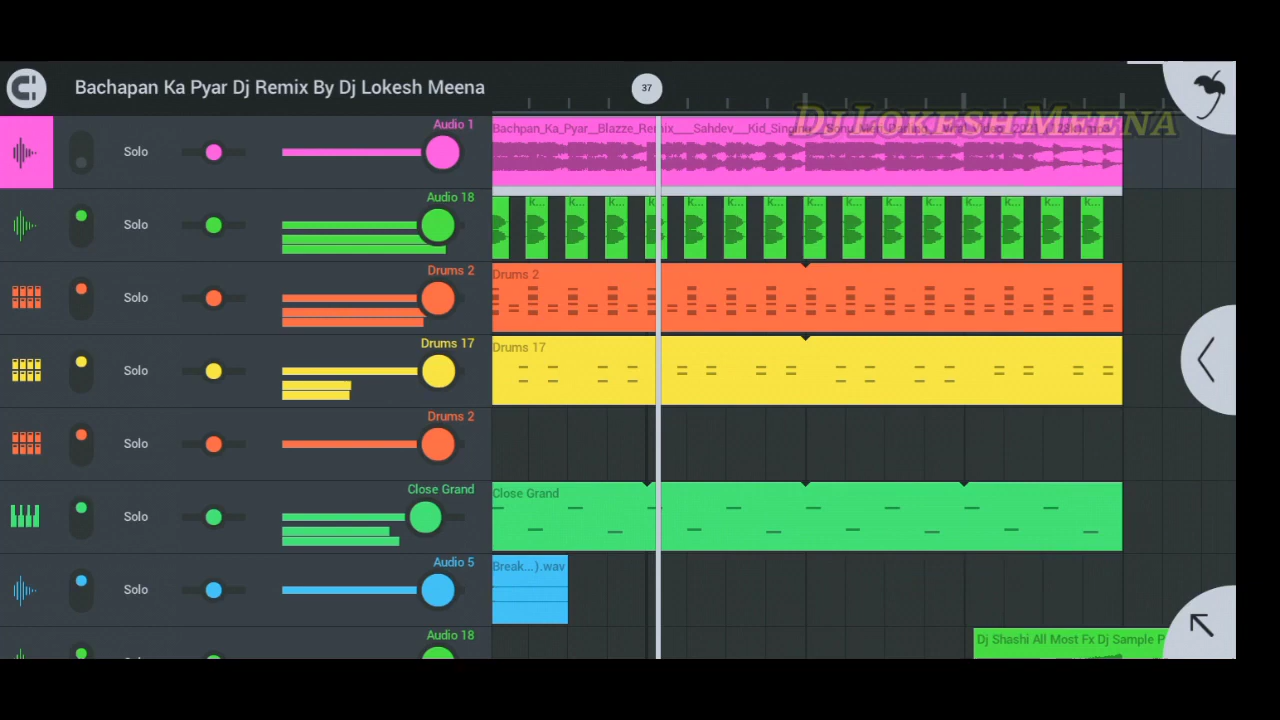 Bachapan Ka Pyar Dj Remix By Dj Lokesh Meena
37
Dj Lokesh Meena
Audio 1
Solo
Bachpan_Ka_Pyar__Blazze_Remix___Sahdev___Kid_Singing
Audio 18
Solo
k... k... k... k... k... k... k... k... k... k... k... k... k... k... k...
Drums 2
Solo
Drums 2
Drums 17
Solo
Drums 17
Drums 2
Solo
Close Grand
Solo
Close Grand
Audio 5
Solo
Break...).wav
Audio 18
Solo
Dj Shashi All Most Fx Dj Sample P